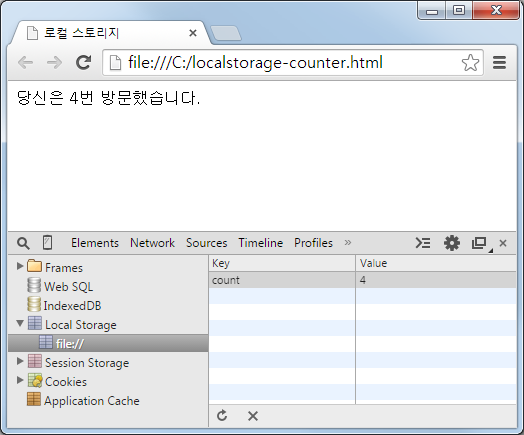 로컬 스토리지
file:///C:/localstorage-counter.html
당신은 4번 방문했습니다.
Elements Network Sources Timeline Profiles »
Frames
Web SQL
IndexedDB
Local Storage
file://
Session Storage
Cookies
Application Cache
Key Value
count 4